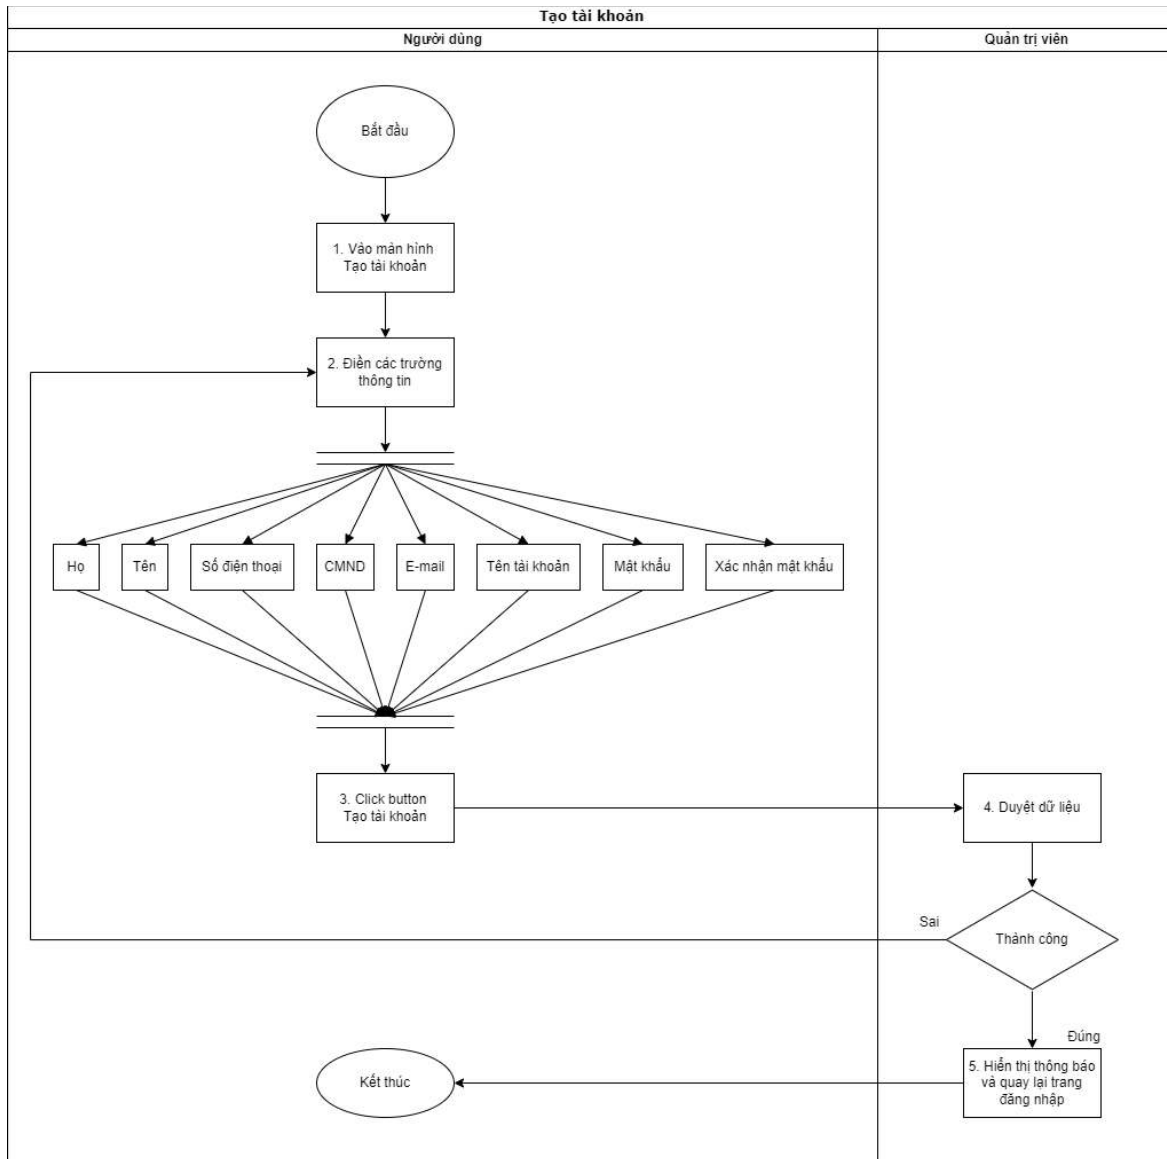 Tạo tài khoản
Người dùng
Quản trị viên
Bắt đầu
1. Vào màn hình
Tạo tài khoản
2. Điền các trường
thông tin
Họ
Tên
Số điện thoại
CMND
E-mail
Tên tài khoản
Mật khẩu
Xác nhận mật khẩu
3. Click button
Tạo tài khoản
4. Duyệt dữ liệu
Sai
Thành công
Đúng
Kết thúc
5. Hiển thị thông báo
và quay lại trang
đăng nhập